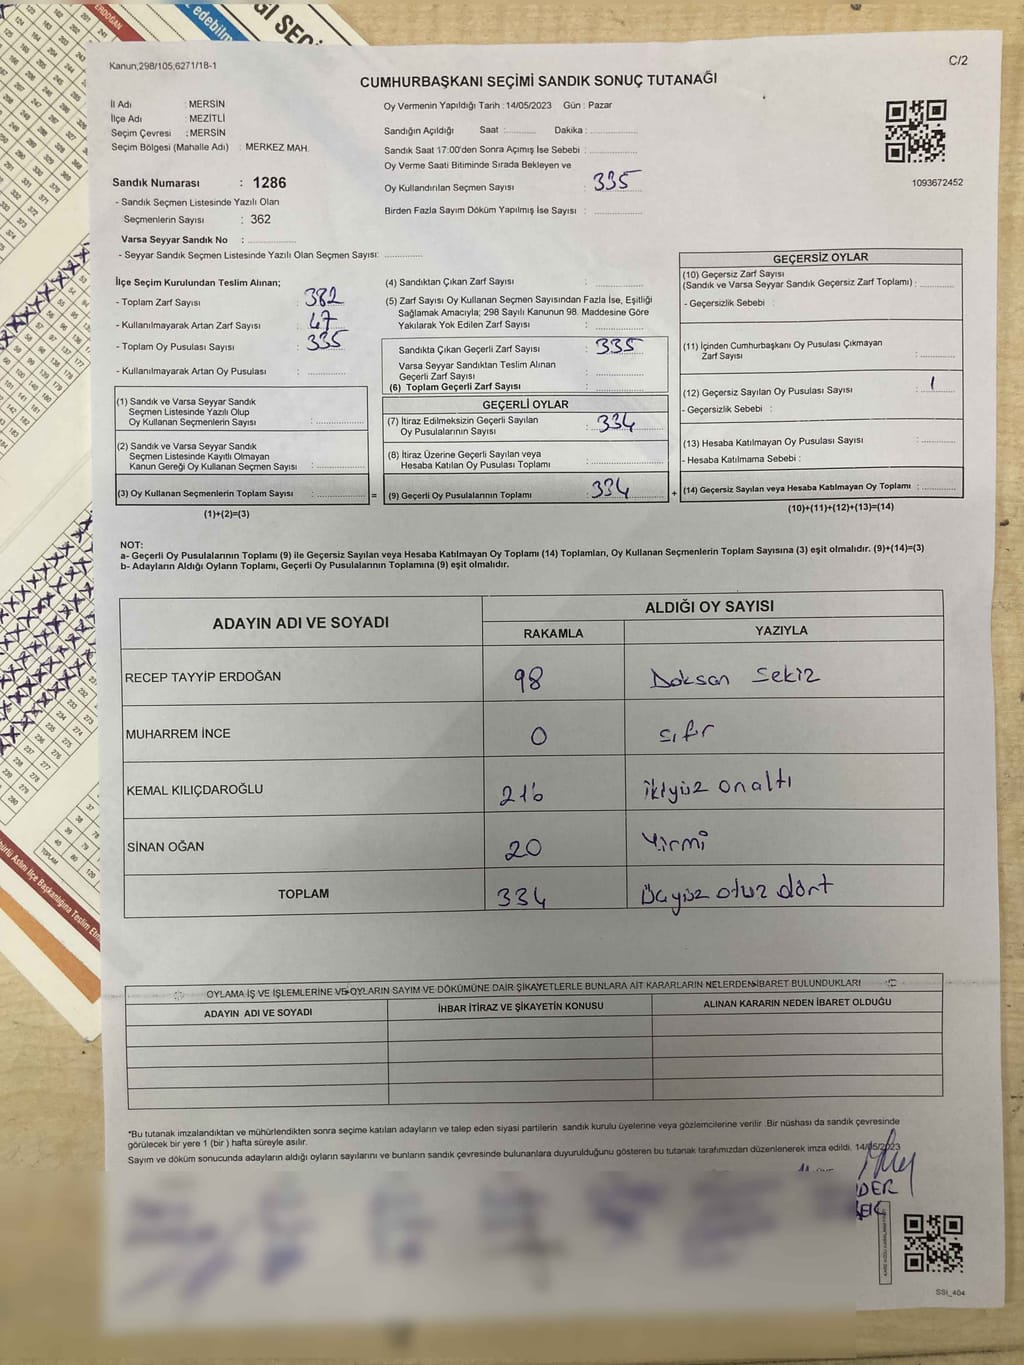 ERDOĞAN
edebilm
Ğİ SEÇİ
Kanun;298/105,6271/18-1
C/2
CUMHURBAŞKANI SEÇİMİ SANDIK SONUÇ TUTANAĞI
İl Adı : MERSİN
İlçe Adı : MEZİTLİ
Seçim Çevresi : MERSİN
Seçim Bölgesi (Mahalle Adı) : MERKEZ MAH.
Sandık Numarası : 1286
- Sandık Seçmen Listesinde Yazılı Olan
Seçmenlerin Sayısı : 362
Varsa Seyyar Sandık No :
- Seyyar Sandık Seçmen Listesinde Yazılı Olan Seçmen Sayısı:
Oy Vermenin Yapıldığı Tarih : 14/05/2023 Gün : Pazar
Sandığın Açıldığı Saat : Dakika :
Sandık Saat 17:00'den Sonra Açımış İse Sebebi :
Oy Verme Saati Bitiminde Sırada Bekleyen ve
Oy Kullandırılan Seçmen Sayısı : 335
Birden Fazla Sayım Döküm Yapılmış İse Sayısı :
1093672452
İlçe Seçim Kurulundan Teslim Alınan;
- Toplam Zarf Sayısı : 382
- Kullanılmayarak Artan Zarf Sayısı : 47
- Toplam Oy Pusulası Sayısı : 335
- Kullanılmayarak Artan Oy Pusulası :
(1) Sandık ve Varsa Seyyar Sandık
Seçmen Listesinde Yazılı Olup
Oy Kullanan Seçmenlerin Sayısı :
(2) Sandık ve Varsa Seyyar Sandık
Seçmen Listesinde Kayıtlı Olmayan
Kanun Gereği Oy Kullanan Seçmen Sayısı :
(3) Oy Kullanan Seçmenlerin Toplam Sayısı : =
(1)+(2)=(3)
(4) Sandıktan Çıkan Zarf Sayısı :
(5) Zarf Sayısı Oy Kullanan Seçmen Sayısından Fazla İse, Eşitliği
Sağlamak Amacıyla; 298 Sayılı Kanunun 98. Maddesine Göre
Yakılarak Yok Edilen Zarf Sayısı :
Sandıkta Çıkan Geçerli Zarf Sayısı : 335
Varsa Seyyar Sandıktan Teslim Alınan
Geçerli Zarf Sayısı :
(6) Toplam Geçerli Zarf Sayısı :
GEÇERLİ OYLAR
(7) İtiraz Edilmeksizin Geçerli Sayılan
Oy Pusulalarının Sayısı : 334
(8) İtiraz Üzerine Geçerli Sayılan veya
Hesaba Katılan Oy Pusulası Toplamı :
(9) Geçerli Oy Pusulalarının Toplamı : 334 +
GEÇERSİZ OYLAR
(10) Geçersiz Zarf Sayısı
(Sandık ve Varsa Seyyar Sandık Geçersiz Zarf Toplamı) :
- Geçersizlik Sebebi :
(11) İçinden Cumhurbaşkanı Oy Pusulası Çıkmayan
Zarf Sayısı :
(12) Geçersiz Sayılan Oy Pusulası Sayısı : 1
- Geçersizlik Sebebi :
(13) Hesaba Katılmayan Oy Pusulası Sayısı :
- Hesaba Katılmama Sebebi :
(14) Geçersiz Sayılan veya Hesaba Katılmayan Oy Toplamı :
(10)+(11)+(12)+(13)=(14)
NOT:
a- Geçerli Oy Pusulalarının Toplamı (9) ile Geçersiz Sayılan veya Hesaba Katılmayan Oy Toplamı (14) Toplamları, Oy Kullanan Seçmenlerin Toplam Sayısına (3) eşit olmalıdır. (9)+(14)=(3)
b- Adayların Aldığı Oyların Toplamı, Geçerli Oy Pusulalarının Toplamına (9) eşit olmalıdır.
ADAYIN ADI VE SOYADI
ALDIĞI OY SAYISI
RAKAMLA YAZIYLA
RECEP TAYYİP ERDOĞAN 98 Doksan Sekiz
MUHARREM İNCE 0 sıfır
KEMAL KILIÇDAROĞLU 216 ikiyüz onaltı
SİNAN OĞAN 20 Yirmi
TOPLAM 334 Üçyüz otuz dört
OYLAMA İŞ VE İŞLEMLERİNE VE OYLARIN SAYIM VE DÖKÜMÜNE DAİR ŞİKAYETLERLE BUNLARA AİT KARARLARIN NELERDEN İBARET BULUNDUKLARI
ADAYIN ADI VE SOYADI İHBAR İTİRAZ VE ŞİKAYETİN KONUSU ALINAN KARARIN NEDEN İBARET OLDUĞU
*Bu tutanak imzalandıktan ve mühürlendikten sonra seçime katılan adayların ve talep eden siyasi partilerin sandık kurulu üyelerine veya gözlemcilerine verilir. Bir nüshası da sandık çevresinde
görülecek bir yere 1 (bir) hafta süreyle asılır.
Sayım ve döküm sonucunda adayların aldığı oyların sayılarını ve bunların sandık çevresinde bulunanlara duyurulduğunu gösteren bu tutanak tarafımızdan düzenlenerek imza edildi. 14/05/2023
SSI_404